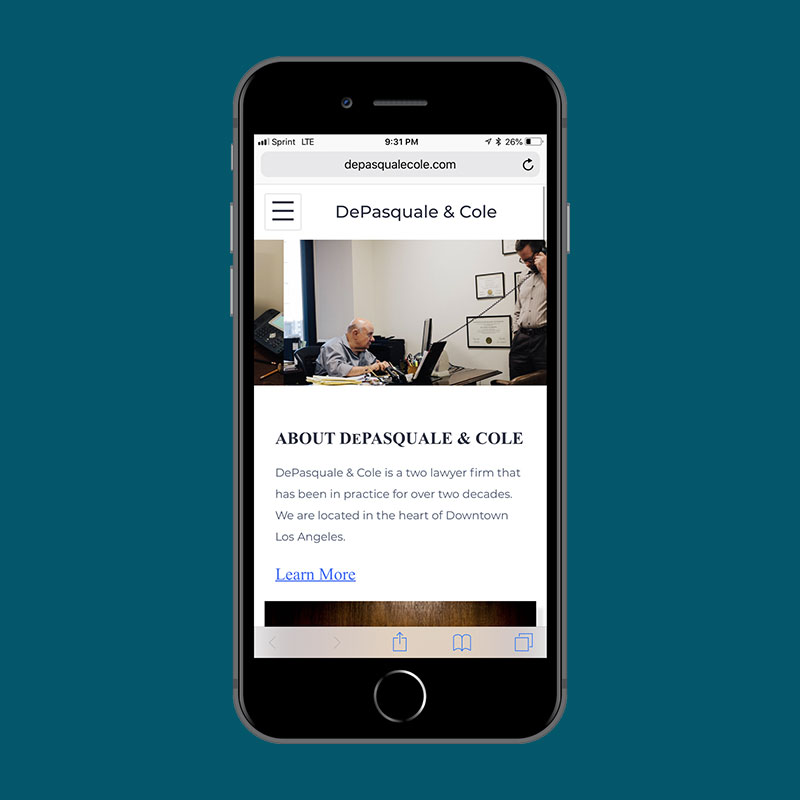 Sprint LTE 9:31 PM 26%
depasqualecole.com
DePasquale & Cole
ABOUT DEPASQUALE & COLE
DePasquale & Cole is a two lawyer firm that
has been in practice for over two decades.
We are located in the heart of Downtown
Los Angeles.
Learn More